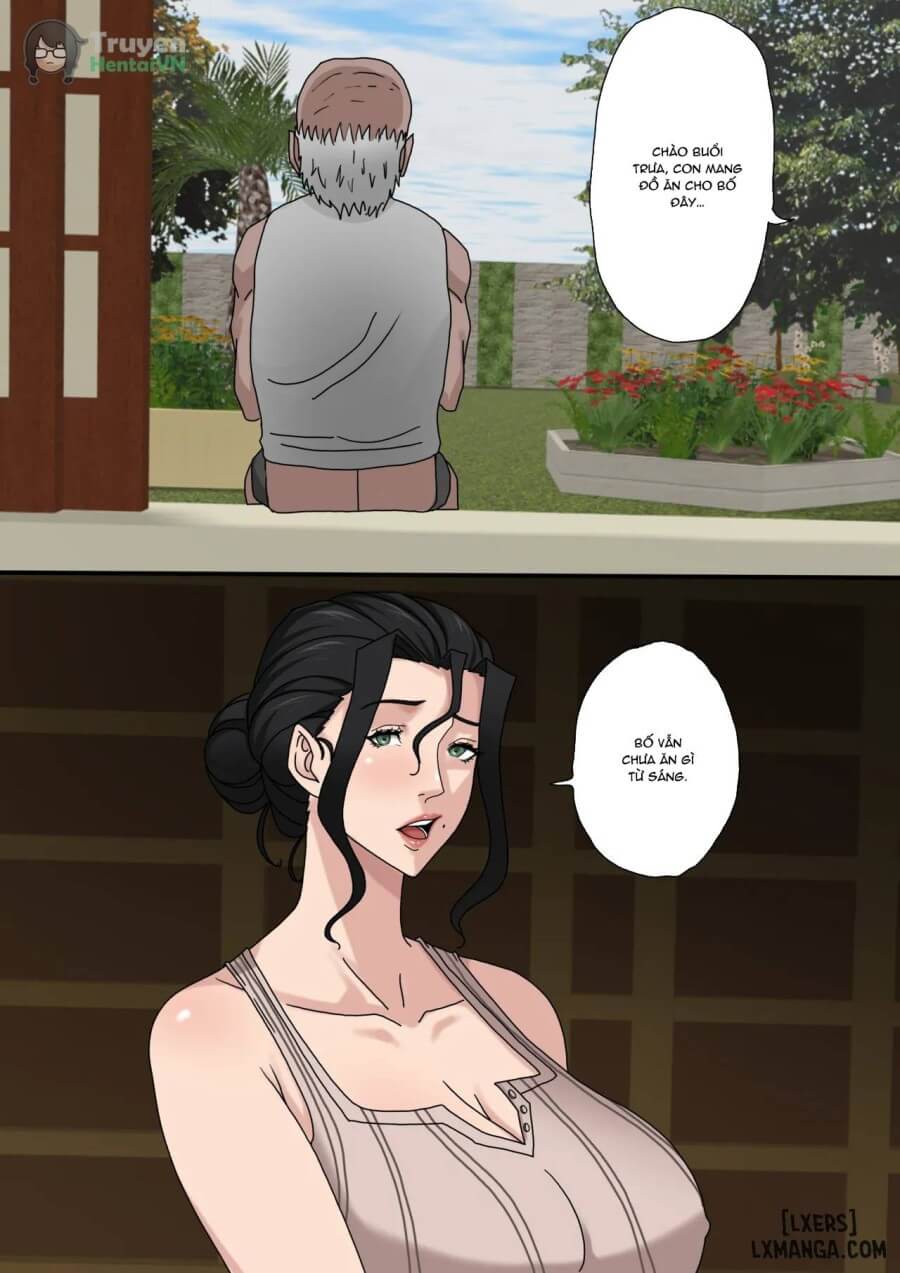 Truyen
HentaiVN
CHÀO BUỔI
TRƯA, CON MANG
ĐỒ ĂN CHO BỐ
ĐÂY...
BỐ VẪN
CHƯA ĂN GÌ
TỪ SÁNG.
[LXERS]
LXMANGA.COM